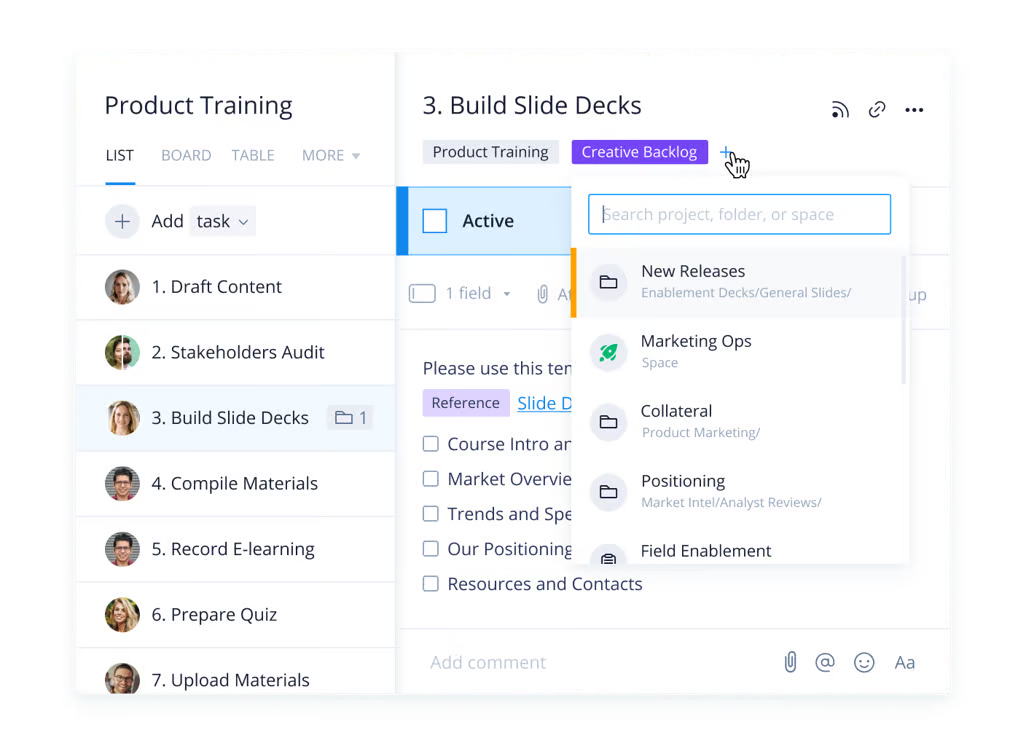 Product Training
LIST BOARD TABLE MORE
Add task
1. Draft Content
2. Stakeholders Audit
3. Build Slide Decks 1
4. Compile Materials
5. Record E-learning
6. Prepare Quiz
7. Upload Materials
3. Build Slide Decks
Product Training Creative Backlog
Active
1 field
up
Please use this
Reference Slide D
Course Intro
Market Overvie
Trends and Spe
Our Positioning
Resources and Contacts
Search project, folder, or space
New Releases
Enablement Decks/General Slides/
Marketing Ops
Space
Collateral
Product Marketing/
Positioning
Market Intel/Analyst Reviews/
Field Enablement
Add comment
Aa